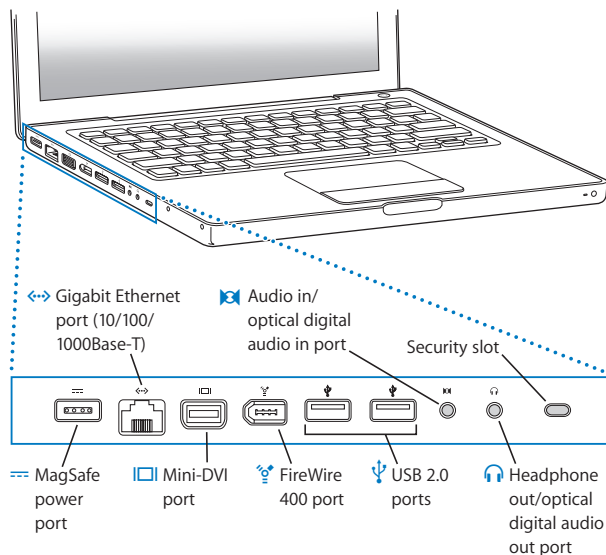 Gigabit Ethernet
port (10/100/
1000Base-T)
Audio in/
optical digital
audio in port
Security slot
MagSafe
power
port
Mini-DVI
port
FireWire
400 port
USB 2.0
ports
Headphone
out/optical
digital audio
out port